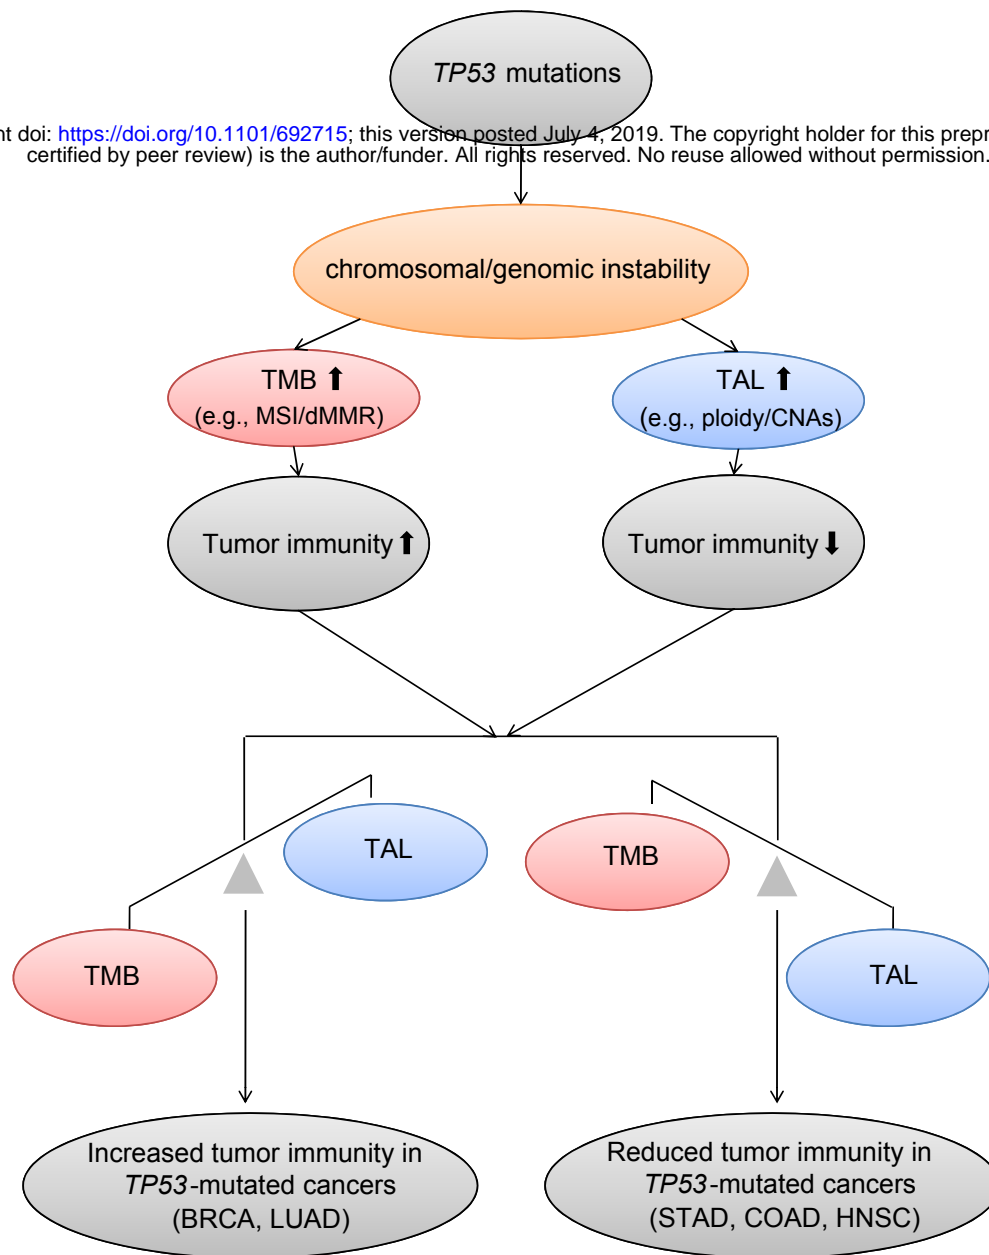 TP53 mutations
nt doi: https://doi.org/10.1101/692715; this version posted July 4, 2019. The copyright holder for this prepr
certified by peer review) is the author/funder. All rights reserved. No reuse allowed without permission.
chromosomal/genomic instability
TMB ⬆
(e.g., MSI/dMMR)
TAL ⬆
(e.g., ploidy/CNAs)
Tumor immunity ⬆
Tumor immunity ⬇
TAL
TMB
TMB
TAL
Increased tumor immunity in
TP53-mutated cancers
(BRCA, LUAD)
Reduced tumor immunity in
TP53-mutated cancers
(STAD, COAD, HNSC)